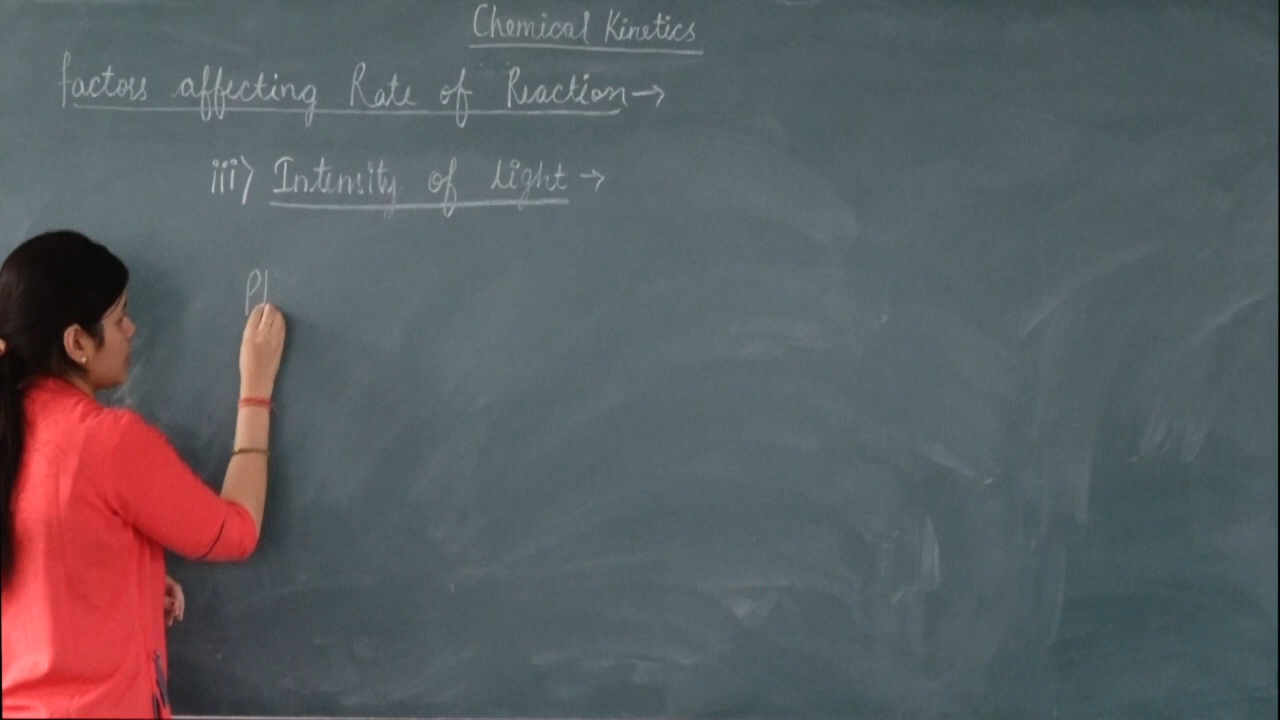 Chemical Kinetics
factors affecting Rate of Reaction→
iii) Intensity of Light →